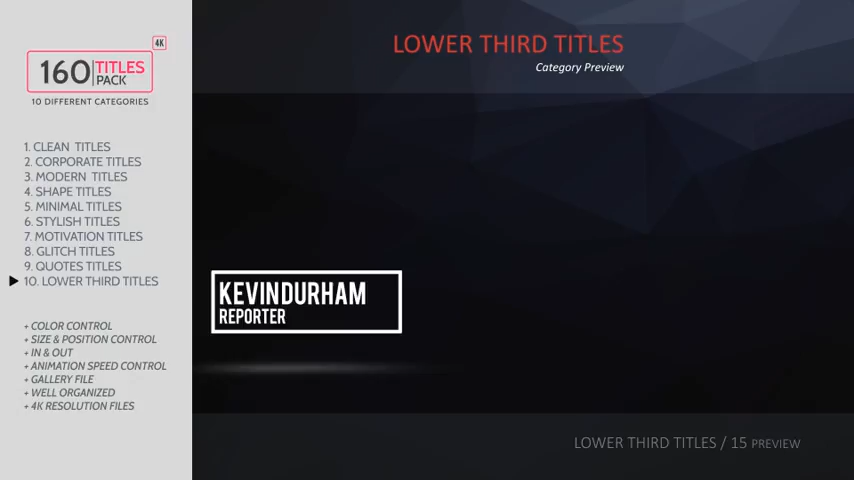 4K
160 TITLES PACK
10 DIFFERENT CATEGORIES
1. CLEAN TITLES
2. CORPORATE TITLES
3. MODERN TITLES
4. SHAPE TITLES
5. MINIMAL TITLES
6. STYLISH TITLES
7. MOTIVATION TITLES
8. GLITCH TITLES
9. QUOTES TITLES
10. LOWER THIRD TITLES
+ COLOR CONTROL
+ SIZE & POSITION CONTROL
+ IN & OUT
+ ANIMATION SPEED CONTROL
+ GALLERY FILE
+ WELL ORGANIZED
+ 4K RESOLUTION FILES
LOWER THIRD TITLES
Category Preview
KEVINDURHAM
REPORTER
LOWER THIRD TITLES / 15 PREVIEW